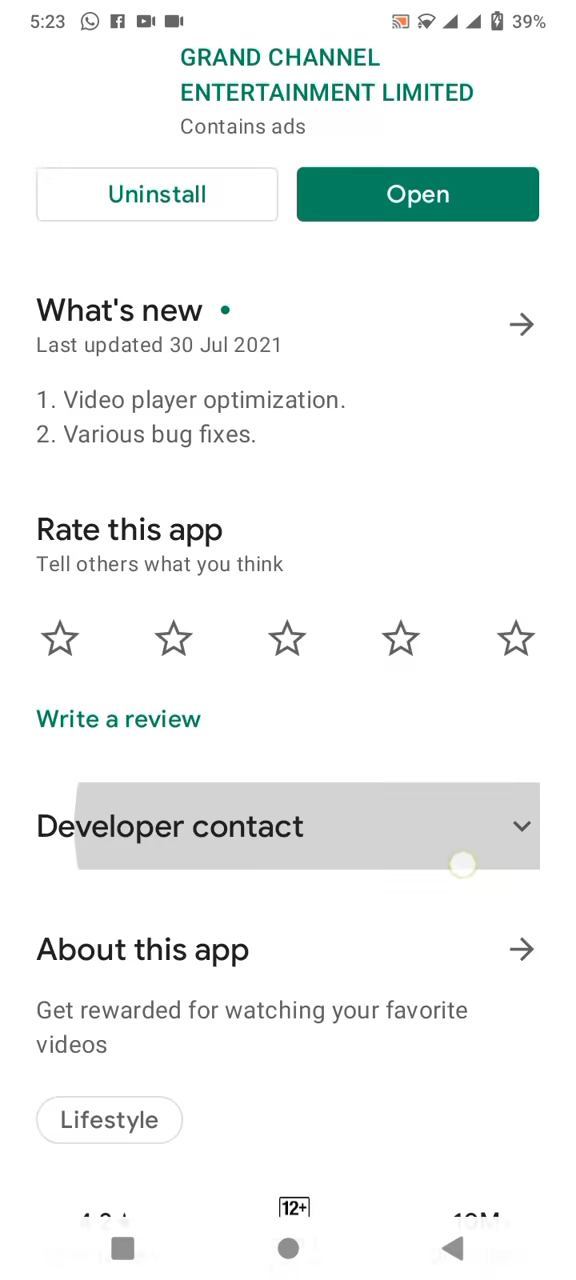 5:23
39%
GRAND CHANNEL
ENTERTAINMENT LIMITED
Contains ads
Uninstall
Open
What's new
Last updated 30 Jul 2021
1. Video player optimization.
2. Various bug fixes.
Rate this app
Tell others what you think
Write a review
Developer contact
About this app
Get rewarded for watching your favorite
videos
Lifestyle
12+